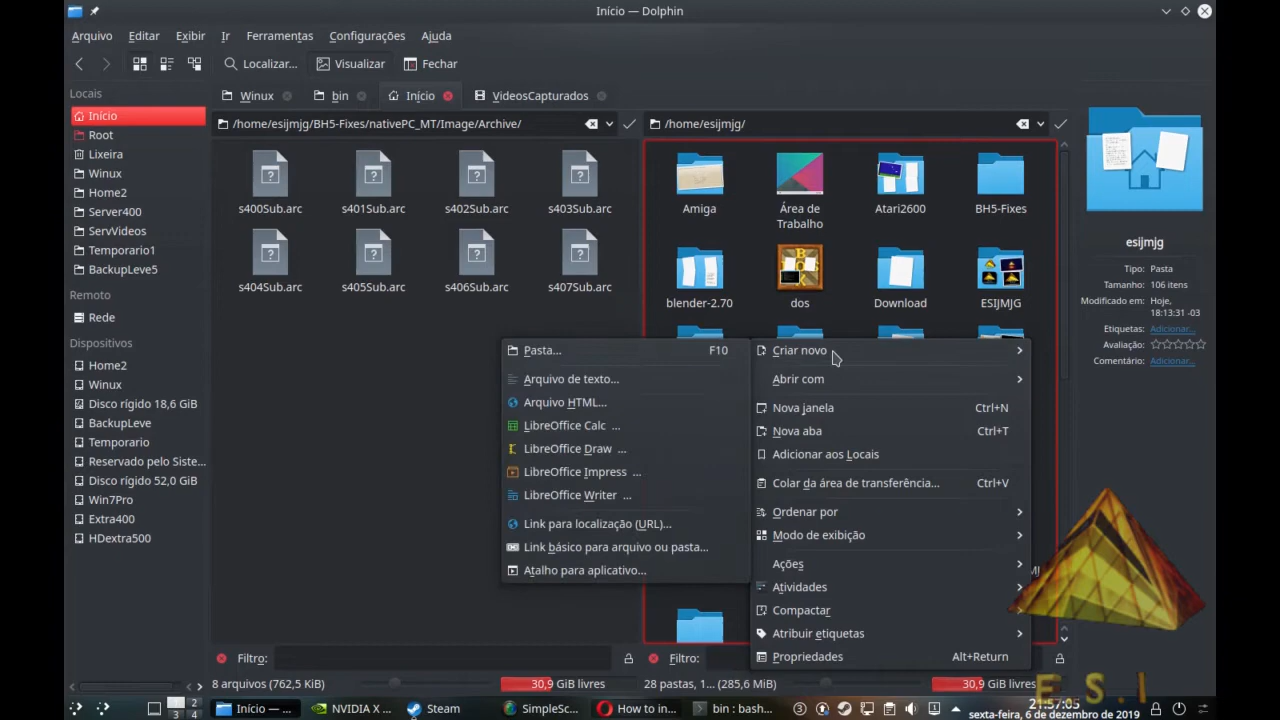 Início — Dolphin
Arquivo Editar Exibir Ir Ferramentas Configurações Ajuda
Localizar... Visualizar Fechar
Locais
Início
Root
Lixeira
Winux
Home2
Server400
ServVideos
Temporario1
BackupLeve5
Remoto
Rede
Dispositivos
Home2
Winux
Disco rígido 18,6 GiB
BackupLeve
Temporario
Reservado pelo Siste...
Disco rígido 52,0 GiB
Win7Pro
Extra400
HDextra500
Winux bin Início VideosCapturados
/home/esijmjg/BH5-Fixes/nativePC_MT/Image/Archive/
s400Sub.arc s401Sub.arc s402Sub.arc s403Sub.arc
s404Sub.arc s405Sub.arc s406Sub.arc s407Sub.arc
Filtro:
8 arquivos (762,5 KiB) 30,9 GiB livres
/home/esijmjg/
Amiga Área de Trabalho Atari2600 BH5-Fixes
blender-2.70 dos Download ESIJMJG
Filtro:
28 pastas, 1... (285,6 MiB) 30,9 GiB livres
Pasta... F10
Arquivo de texto...
Arquivo HTML...
LibreOffice Calc ...
LibreOffice Draw ...
LibreOffice Impress ...
LibreOffice Writer ...
Link para localização (URL)...
Link básico para arquivo ou pasta...
Atalho para aplicativo...
Criar novo
Abrir com
Nova janela Ctrl+N
Nova aba Ctrl+T
Adicionar aos Locais
Colar da área de transferência... Ctrl+V
Ordenar por
Modo de exibição
Ações
Atividades
Compactar
Atribuir etiquetas
Propriedades Alt+Return
esijmjg
Tipo: Pasta
Tamanho: 106 itens
Modificado em: Hoje, 18:13:31 -03
Etiquetas: Adicionar...
Avaliação:
Comentário: Adicionar...
E S.I
1 2
3 4
Início — ... NVIDIA X ... Steam SimpleSc... How to in... bin : bash... 3
21:57:05
sexta-feira, 6 de dezembro de 2019